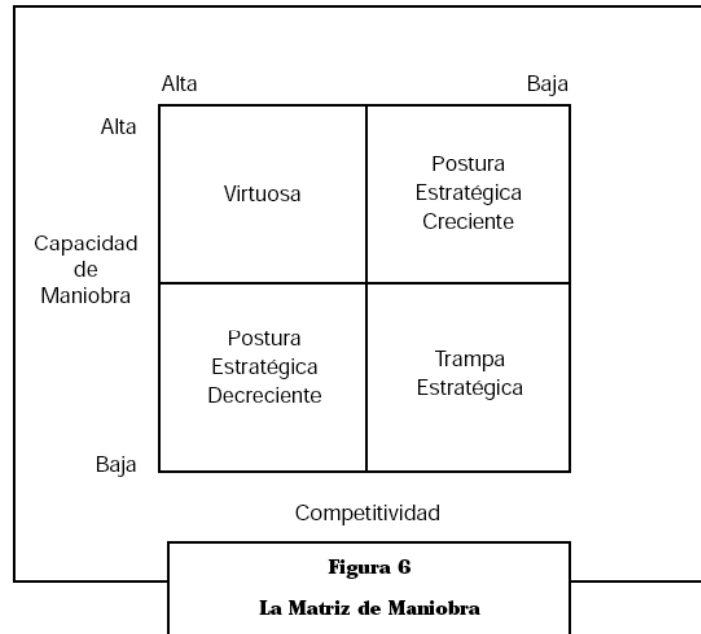 Alta
Baja
Alta
Virtuosa
Postura
Estratégica
Creciente
Capacidad
de
Maniobra
Postura
Estratégica
Decreciente
Trampa
Estratégica
Baja
Competitividad
Figura 6
La Matriz de Maniobra